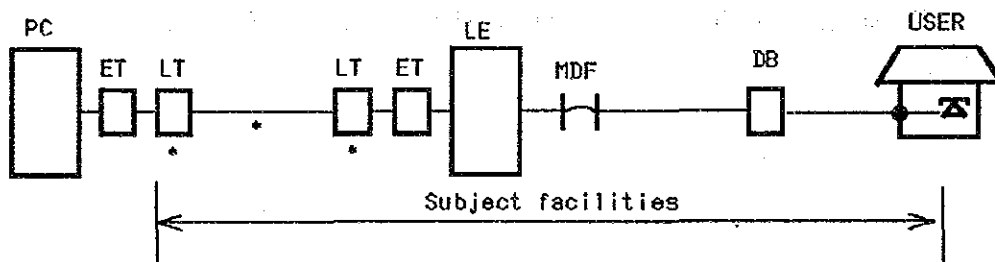 PC
ET
LT
LT
ET
LE
MDF
DB
USER
*
*
*
Subject facilities